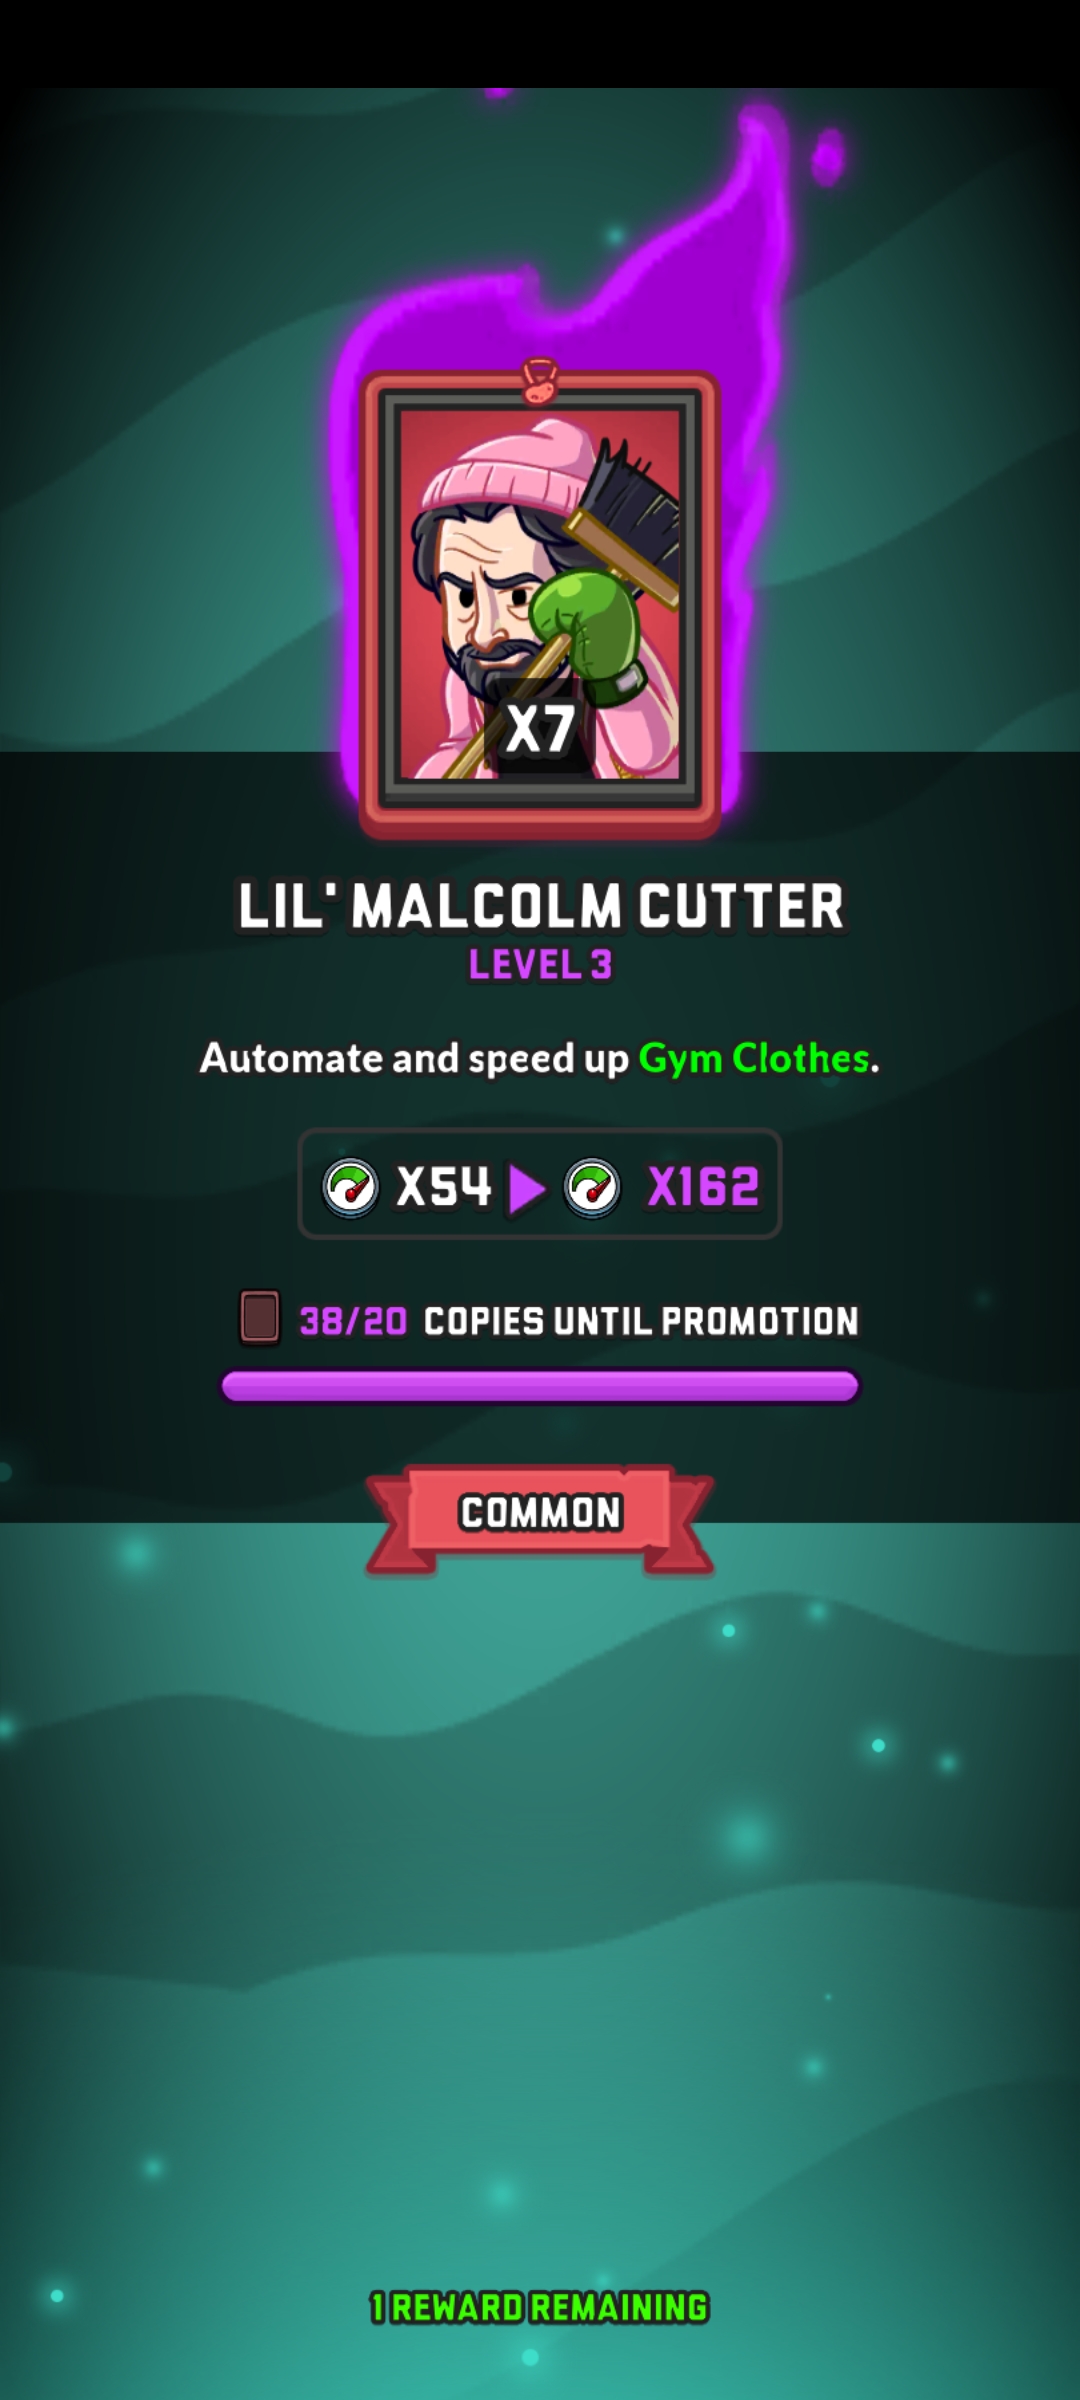 X7
LIL' MALCOLM CUTTER
LEVEL 3
Automate and speed up Gym Clothes.
X54 X162
38/20 COPIES UNTIL PROMOTION
COMMON
1 REWARD REMAINING